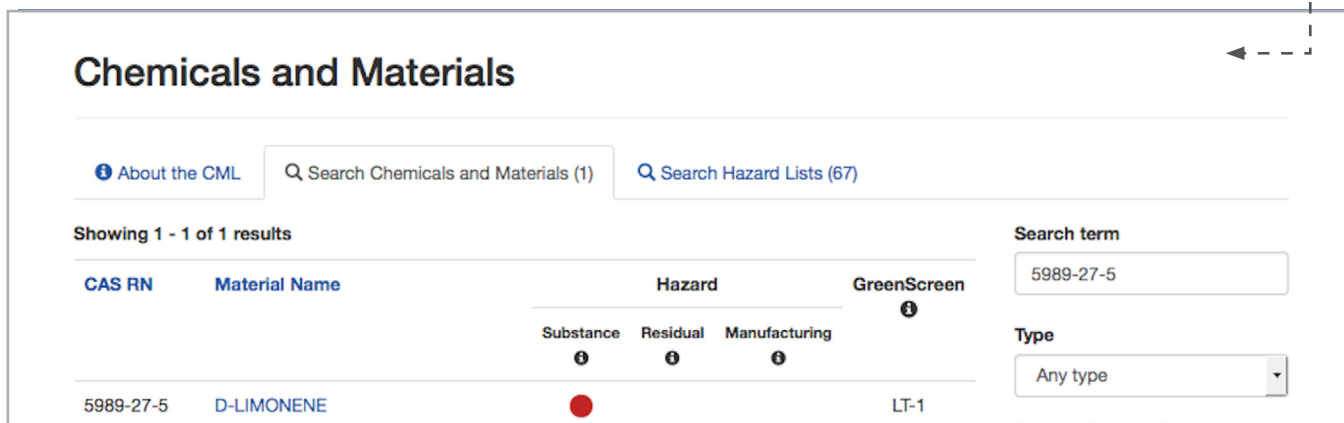 Chemicals and Materials
About the CML
Search Chemicals and Materials (1)
Search Hazard Lists (67)
Showing 1 - 1 of 1 results
CAS RN Material Name Hazard GreenScreen
Substance Residual Manufacturing
5989-27-5 D-LIMONENE LT-1
Search term
5989-27-5
Type
Any type